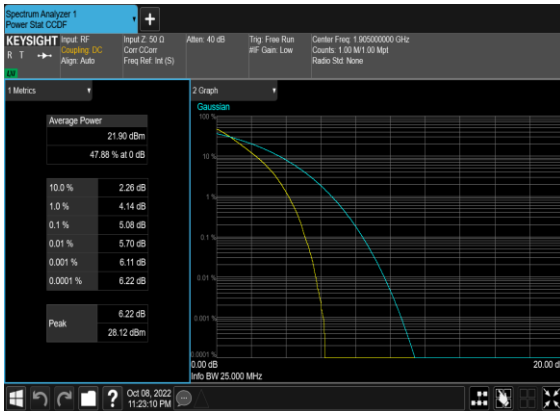 Spectrum Analyzer 1
Power Stat CCDF
+
KEYSIGHT
R T
LXI
Input: RF
Coupling: DC
Align: Auto
Input Z: 50 Ω
Corr CCorr
Freq Ref: Int (S)
Atten: 40 dB
Trig: Free Run
#IF Gain: Low
Center Freq: 1.905000000 GHz
Counts: 1.00 M/1.00 Mpt
Radio Std: None
1 Metrics
Average Power
21.90 dBm
47.88 % at 0 dB
10.0 % 2.26 dB
1.0 % 4.14 dB
0.1 % 5.08 dB
0.01 % 5.70 dB
0.001 % 6.11 dB
0.0001 % 6.22 dB
Peak 6.22 dB
28.12 dBm
2 Graph
Gaussian
100 %
10 %
1 %
0.1 %
0.01 %
0.001 %
0.0001 %
0.00 dB
20.00 d
Info BW 25.000 MHz
?
Oct 08, 2022
11:23:10 PM